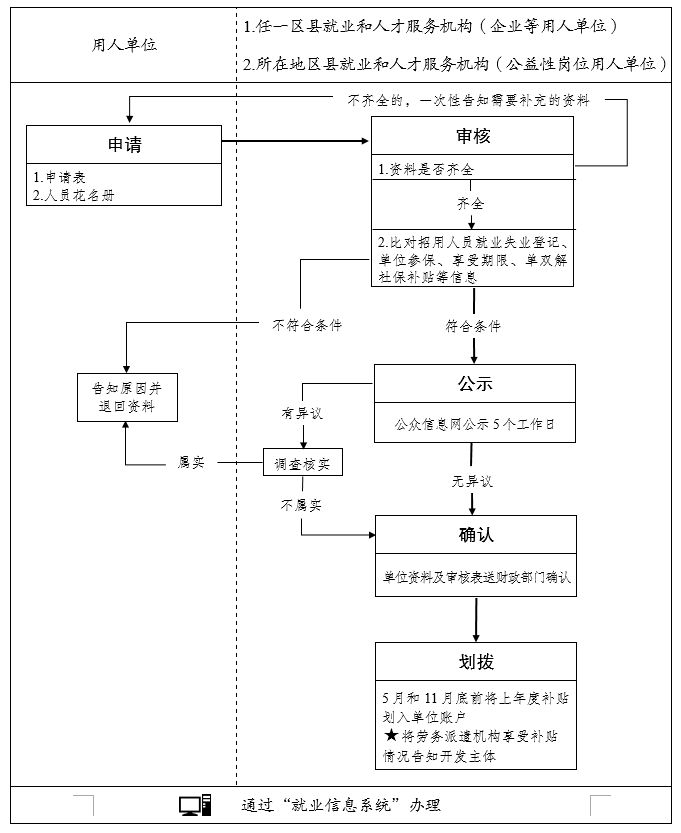 用人单位
1.任一区县就业和人才服务机构（企业等用人单位）
2.所在地区县就业和人才服务机构（公益性岗位用人单位）
不齐全的，一次性告知需要补充的资料
申请
1.申请表
2.人员花名册
审核
1.资料是否齐全
齐全
2.比对招用人员就业失业登记、
单位参保、享受期限、单双解
社保补贴等信息
不符合条件
符合条件
告知原因并
退回资料
公示
公众信息网公示5个工作日
有异议
属实
调查核实
无异议
不属实
确认
单位资料及审核表送财政部门确认
划拨
5月和11月底前将上年度补贴
划入单位账户
★将劳务派遣机构享受补贴
情况告知开发主体
通过“就业信息系统”办理